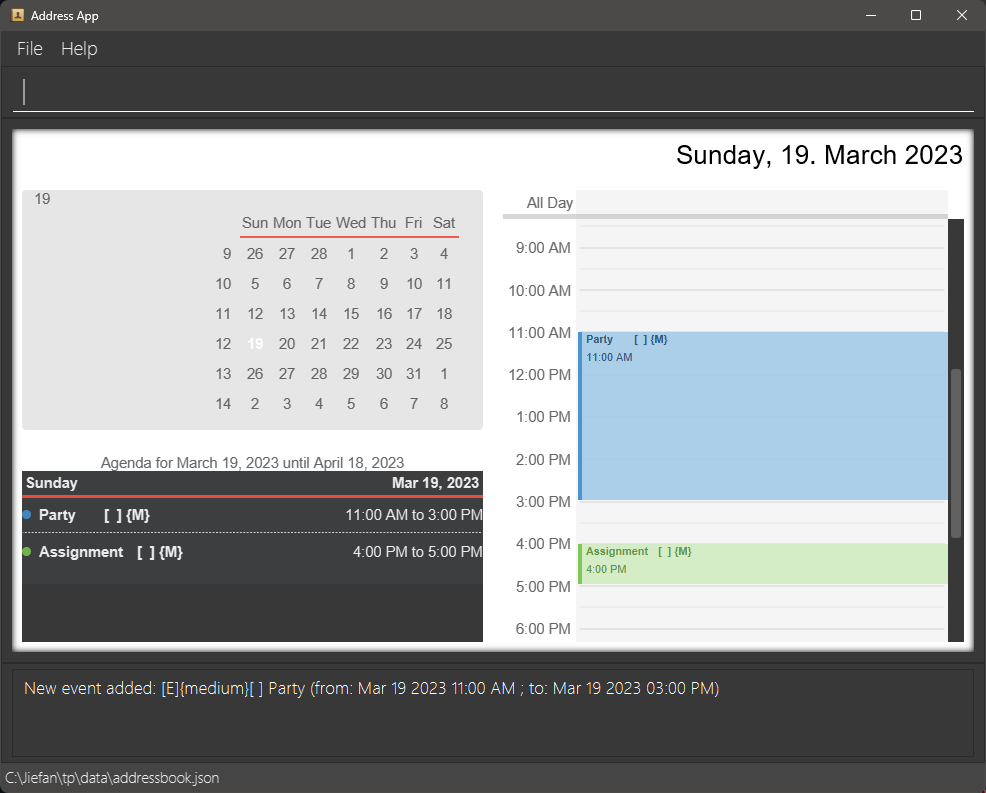 Address App
File Help
Sunday, 19. March 2023
19
Sun Mon Tue Wed Thu Fri Sat
9 26 27 28 1 2 3 4
10 5 6 7 8 9 10 11
11 12 13 14 15 16 17 18
12 19 20 21 22 23 24 25
13 26 27 28 29 30 31 1
14 2 3 4 5 6 7 8
Agenda for March 19, 2023 until April 18, 2023
Sunday Mar 19, 2023
Party [ ] {M} 11:00 AM to 3:00 PM
Assignment [ ] {M} 4:00 PM to 5:00 PM
All Day
9:00 AM
10:00 AM
11:00 AM
Party [ ] {M}
11:00 AM
12:00 PM
1:00 PM
2:00 PM
3:00 PM
4:00 PM
Assignment [ ] {M}
4:00 PM
5:00 PM
6:00 PM
New event added: [E]{medium}[ ] Party (from: Mar 19 2023 11:00 AM ; to: Mar 19 2023 03:00 PM)
C:\Jiefan\tp\data\addressbook.json